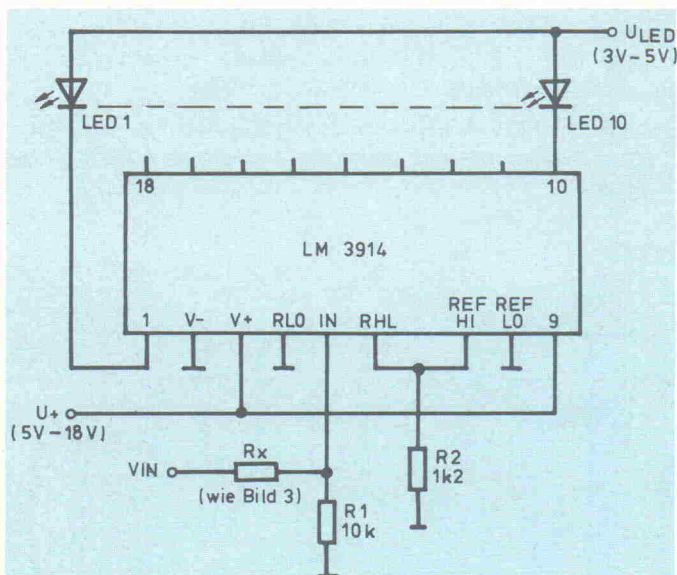 ULED
(3V–5V)
LED 1
LED 10
18
10
LM 3914
1 V- V+ RLO IN RHL REF HI REF LO 9
U+
(5V–18V)
VIN
Rx
(wie Bild 3)
R1
10k
R2
1k2